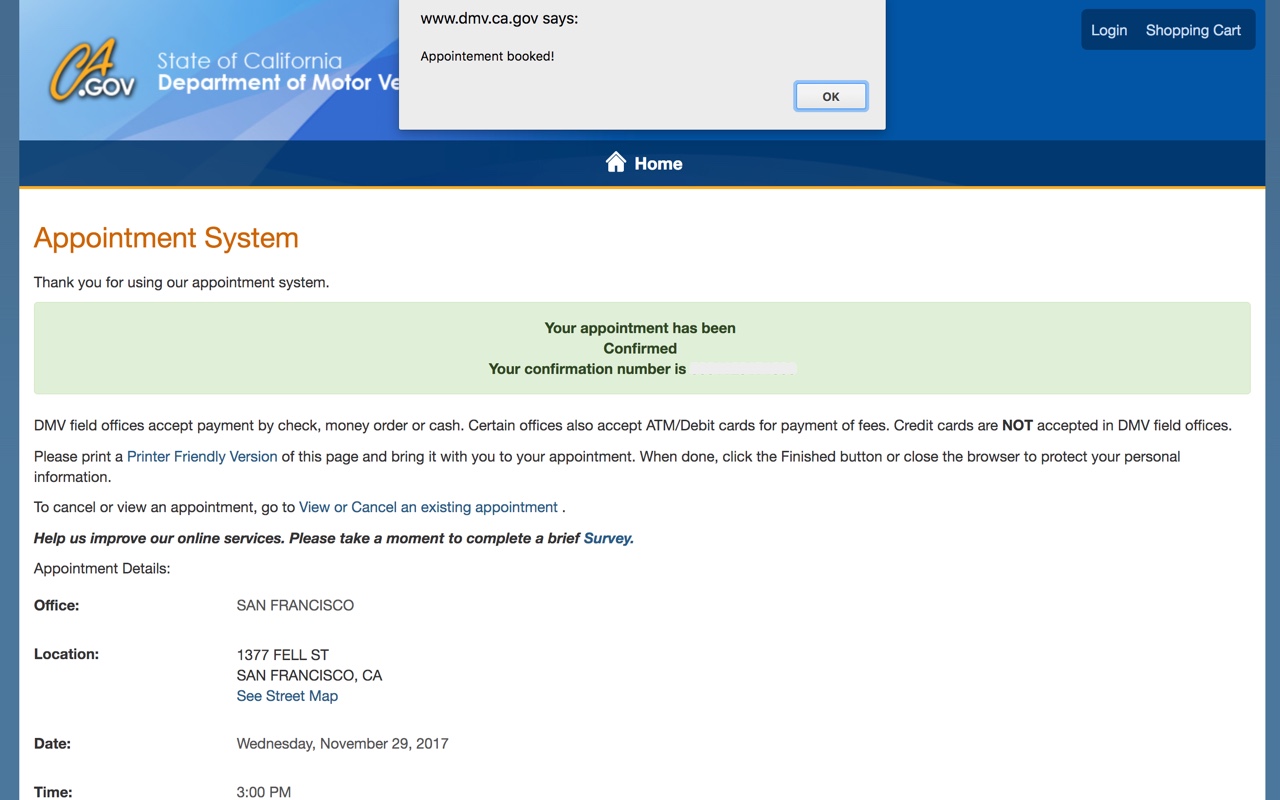 www.dmv.ca.gov says:
Appointement booked!
OK
CA
.GOV
State of California
Department of Motor Ve
Login Shopping Cart
Home
Appointment System
Thank you for using our appointment system.
Your appointment has been
Confirmed
Your confirmation number is
DMV field offices accept payment by check, money order or cash. Certain offices also accept ATM/Debit cards for payment of fees. Credit cards are NOT accepted in DMV field offices.
Please print a Printer Friendly Version of this page and bring it with you to your appointment. When done, click the Finished button or close the browser to protect your personal
information.
To cancel or view an appointment, go to View or Cancel an existing appointment .
Help us improve our online services. Please take a moment to complete a brief Survey.
Appointment Details:
Office: SAN FRANCISCO
Location: 1377 FELL ST
SAN FRANCISCO, CA
See Street Map
Date: Wednesday, November 29, 2017
Time: 3:00 PM